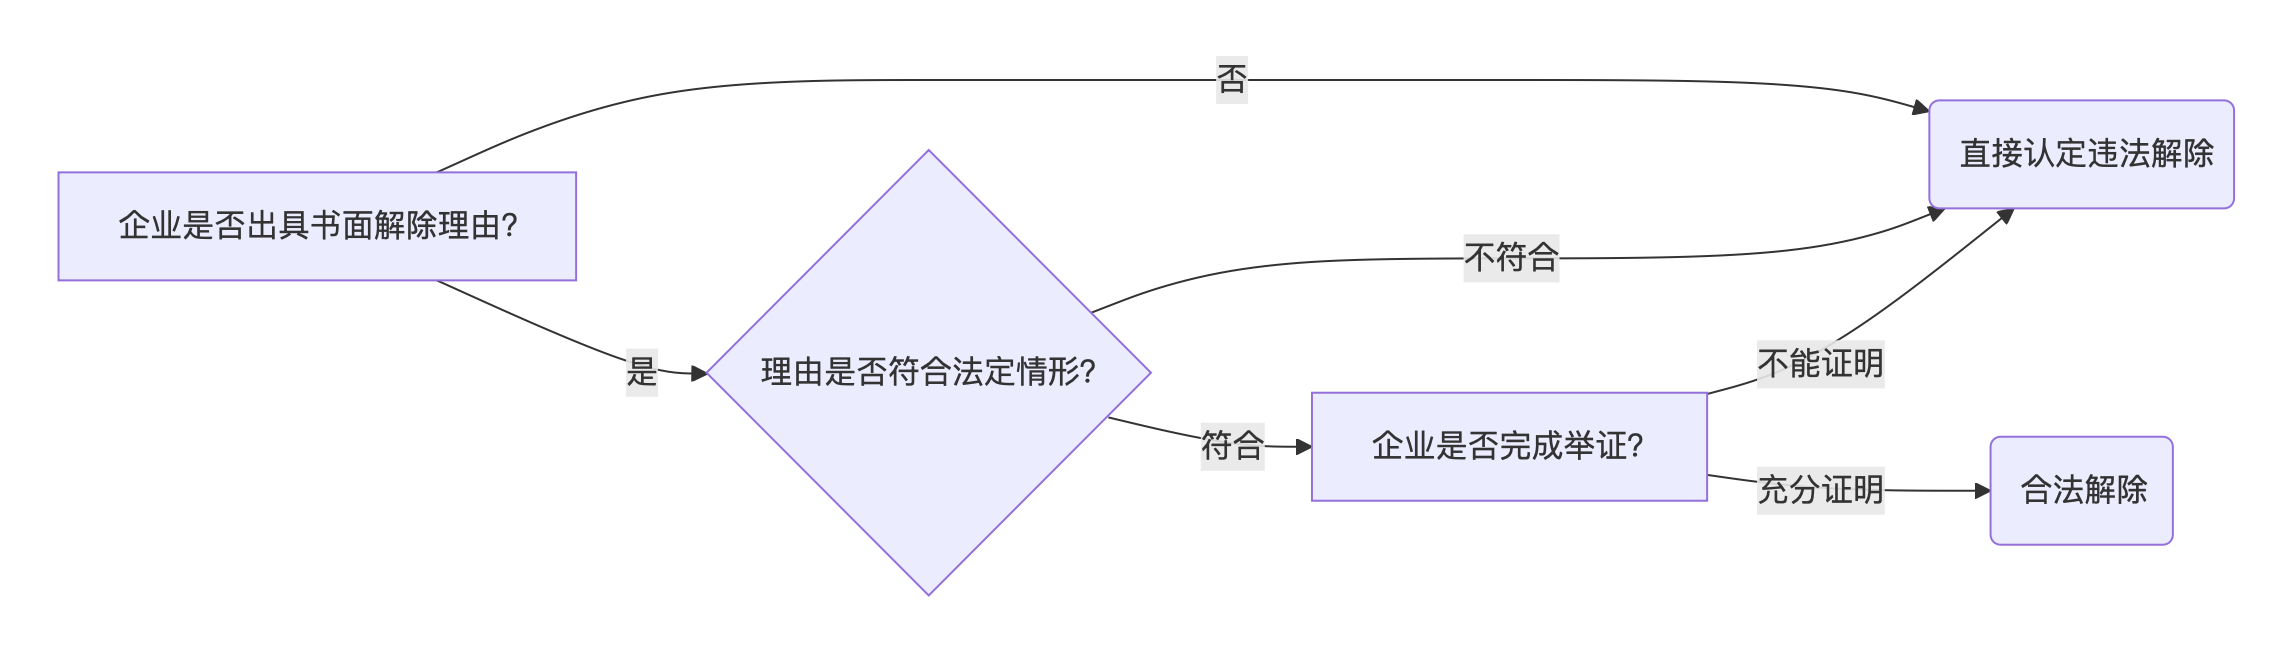 否
直接认定违法解除
企业是否出具书面解除理由?
不符合
是
理由是否符合法定情形?
不能证明
符合
企业是否完成举证?
充分证明
合法解除